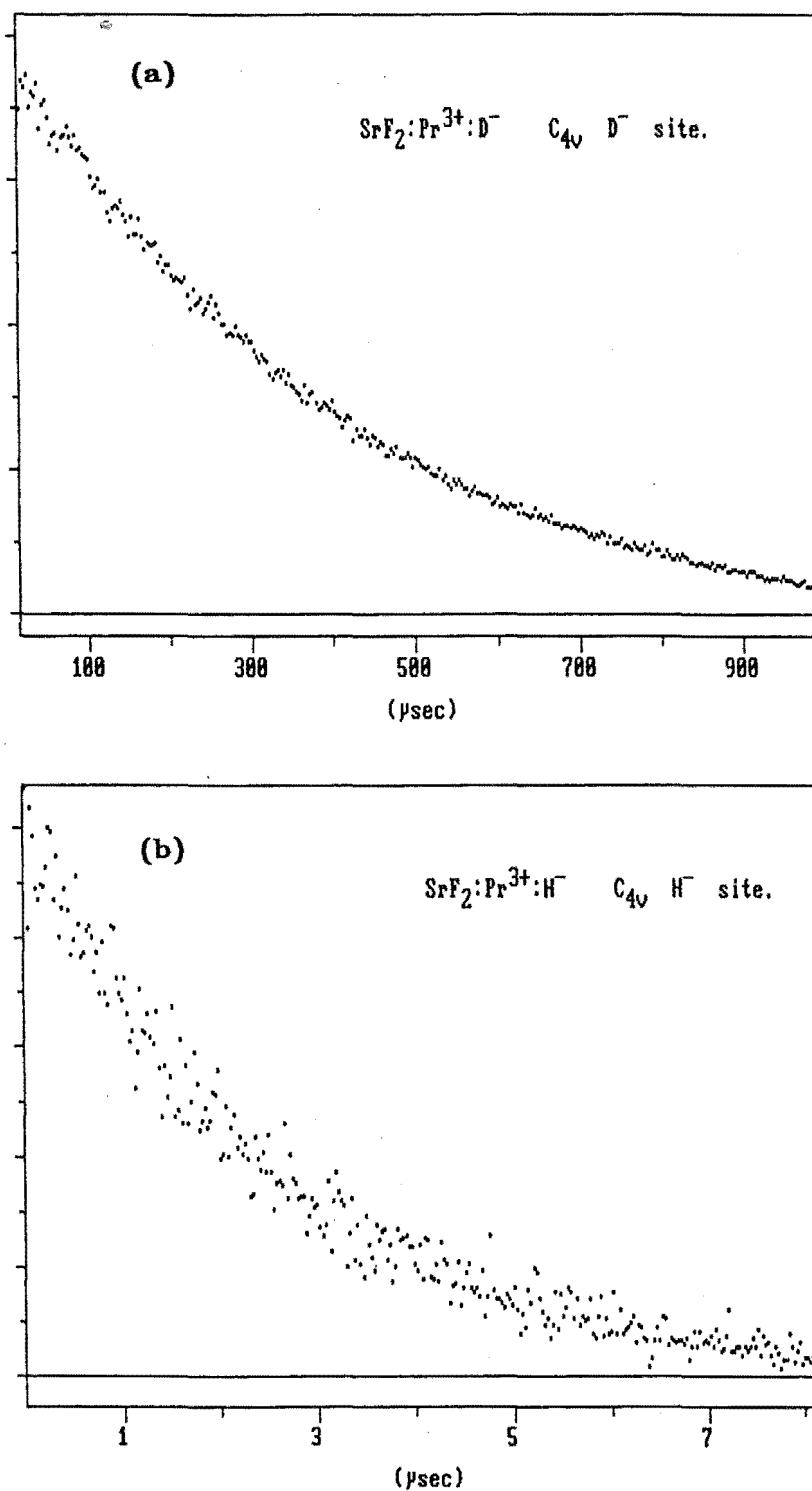 (a)
SrF₂:Pr³⁺:D⁻ C₄ᵥ D⁻ site.
100 300 500 700 900
(µsec)
(b)
SrF₂:Pr³⁺:H⁻ C₄ᵥ H⁻ site.
1 3 5 7
(µsec)